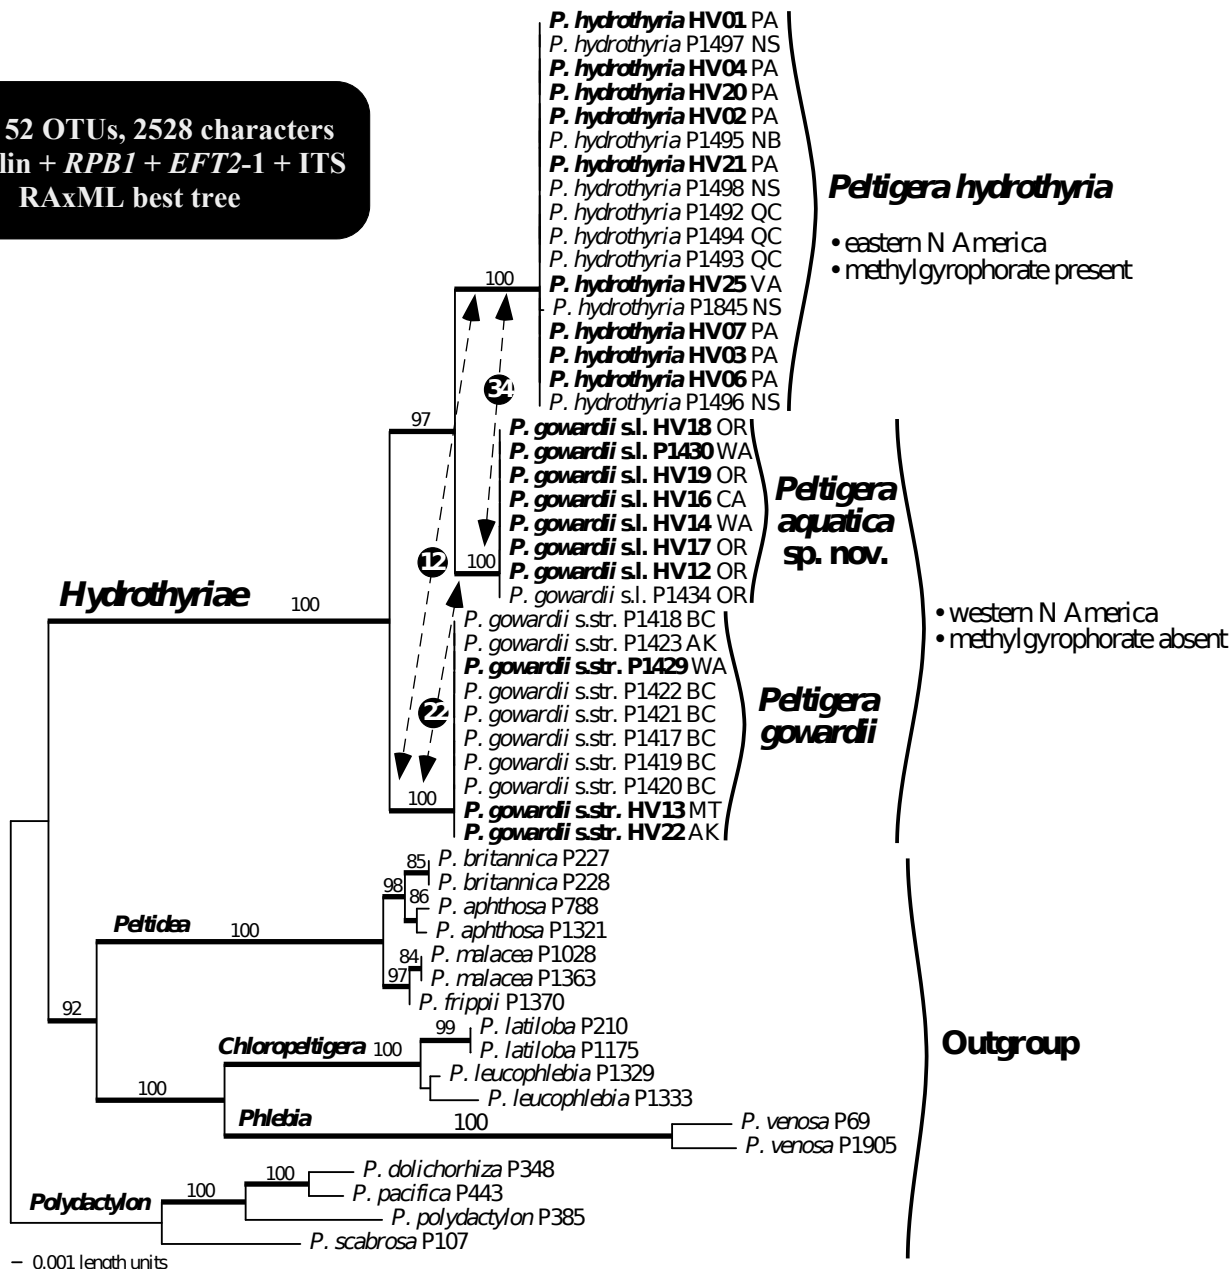 52 OTUs, 2528 characters
lin + RPB1 + EFT2-1 + ITS
RAxML best tree
P. hydrothyria HV01 PA
P. hydrothyria P1497 NS
P. hydrothyria HV04 PA
P. hydrothyria HV20 PA
P. hydrothyria HV02 PA
P. hydrothyria P1495 NB
P. hydrothyria HV21 PA
P. hydrothyria P1498 NS
P. hydrothyria P1492 QC
P. hydrothyria P1494 QC
P. hydrothyria P1493 QC
P. hydrothyria HV25 VA
P. hydrothyria P1845 NS
P. hydrothyria HV07 PA
P. hydrothyria HV03 PA
P. hydrothyria HV06 PA
P. hydrothyria P1496 NS
Peltigera hydrothyria
• eastern N America
• methylgyrophorate present
100
34
97
P. gowardii s.l. HV18 OR
P. gowardii s.l. P1430 WA
P. gowardii s.l. HV19 OR
P. gowardii s.l. HV16 CA
P. gowardii s.l. HV14 WA
P. gowardii s.l. HV17 OR
P. gowardii s.l. HV12 OR
P. gowardii s.l. P1434 OR
Peltigera
aquatica
sp. nov.
12
100
Hydrothyriae
100
• western N America
• methylgyrophorate absent
P. gowardii s.str. P1418 BC
P. gowardii s.str. P1423 AK
P. gowardii s.str. P1429 WA
P. gowardii s.str. P1422 BC
P. gowardii s.str. P1421 BC
P. gowardii s.str. P1417 BC
P. gowardii s.str. P1419 BC
P. gowardii s.str. P1420 BC
P. gowardii s.str. HV13 MT
P. gowardii s.str. HV22 AK
Peltigera
gowardii
22
100
P. britannica P227
P. britannica P228
P. aphthosa P788
P. aphthosa P1321
P. malacea P1028
P. malacea P1363
P. frippii P1370
85
98
86
84
97
Peltidea
100
92
P. latiloba P210
P. latiloba P1175
P. leucophlebia P1329
P. leucophlebia P1333
99
Chloropeltigera 100
100
Phlebia
100
P. venosa P69
P. venosa P1905
Outgroup
P. dolichorhiza P348
P. pacifica P443
P. polydactylon P385
P. scabrosa P107
100
100
Polydactylon
– 0.001 length units